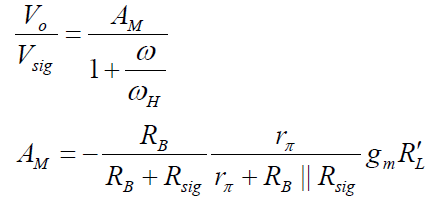 V_o / V_sig = A_M / (1 + ω / ω_H)
A_M = − R_B / (R_B + R_sig) r_π / (r_π + R_B || R_sig) g_m R′_L